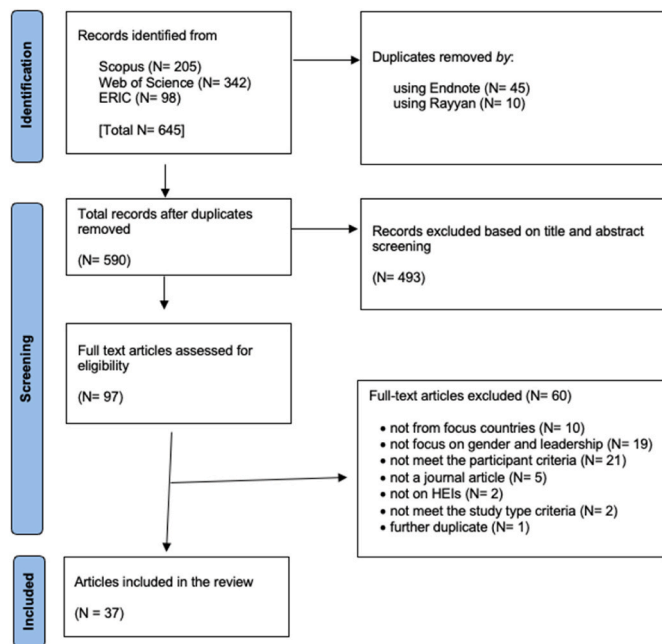 Identification
Records identified from
Scopus (N= 205)
Web of Science (N= 342)
ERIC (N= 98)
[Total N= 645]
Duplicates removed by:
using Endnote (N= 45)
using Rayyan (N= 10)
Screening
Total records after duplicates
removed
(N= 590)
Records excluded based on title and abstract
screening
(N= 493)
Full text articles assessed for
eligibility
(N= 97)
Full-text articles excluded (N= 60)
• not from focus countries (N= 10)
• not focus on gender and leadership (N= 19)
• not meet the participant criteria (N= 21)
• not a journal article (N= 5)
• not on HEIs (N= 2)
• not meet the study type criteria (N= 2)
• further duplicate (N= 1)
Included
Articles included in the review
(N = 37)